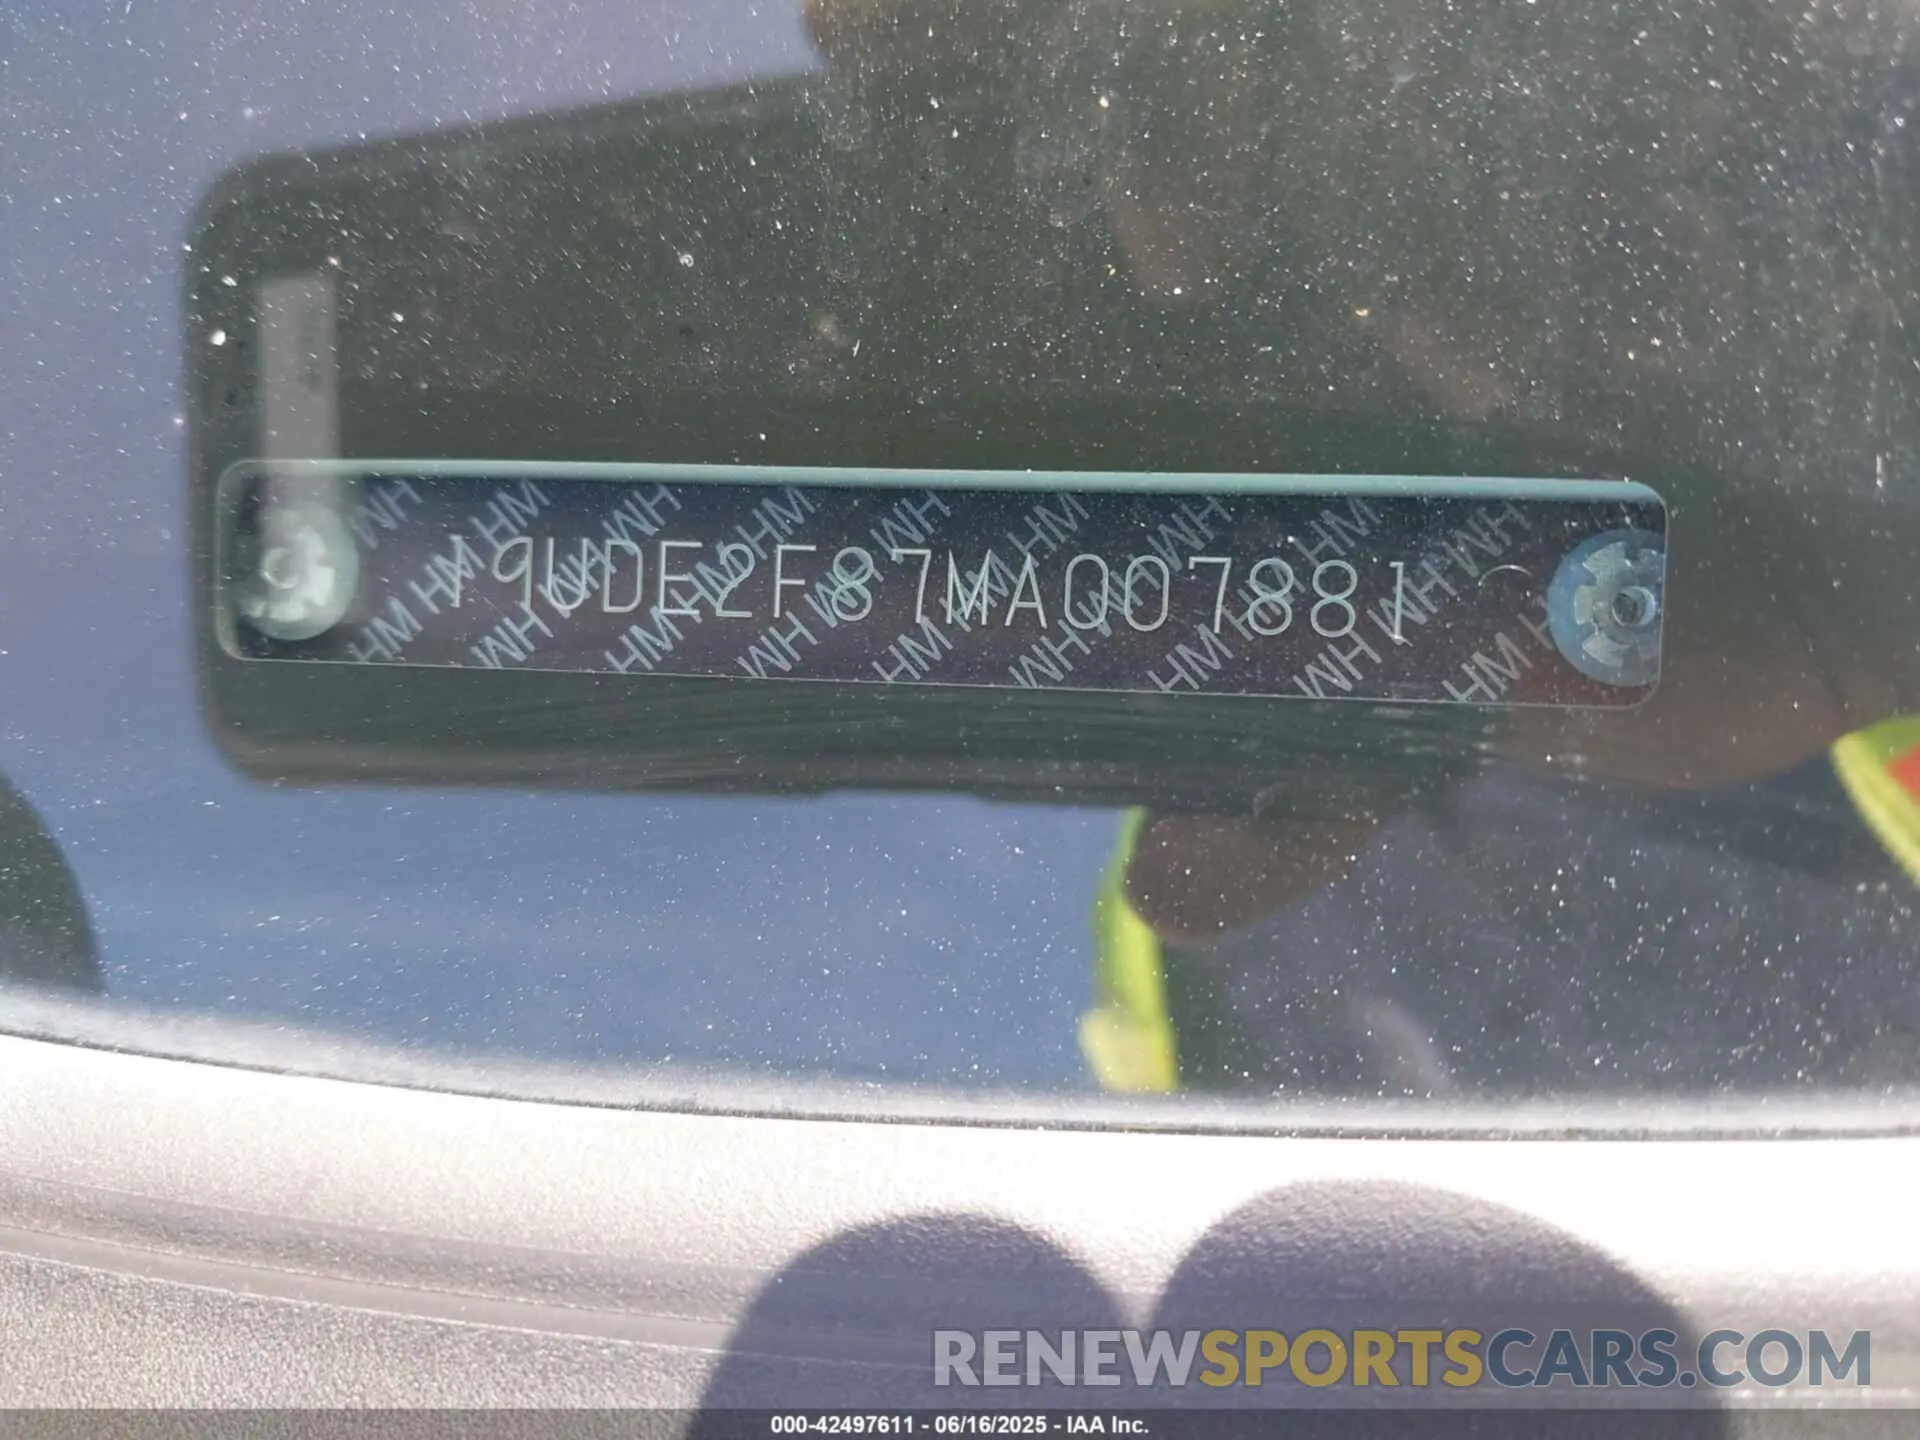 19UDE2F87MA007881
RENEWSPORTSCARS.COM
000-42497611 - 06/16/2025 - IAA Inc.